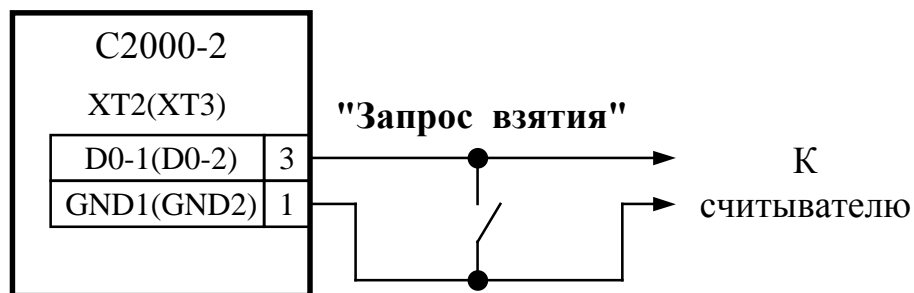 С2000-2
XT2(XT3)
"Запрос взятия"
D0-1(D0-2) 3
GND1(GND2) 1
К
считывателю